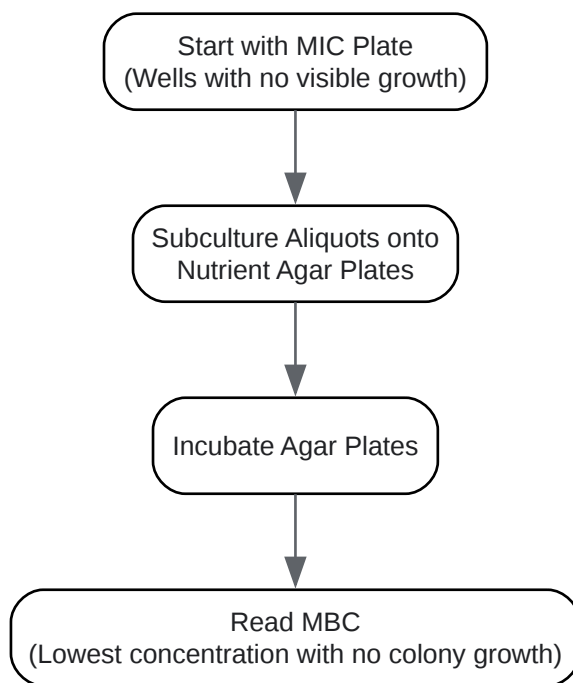 Start with MIC Plate
(Wells with no visible growth)
Subculture Aliquots onto
Nutrient Agar Plates
Incubate Agar Plates
Read MBC
(Lowest concentration with no colony growth)